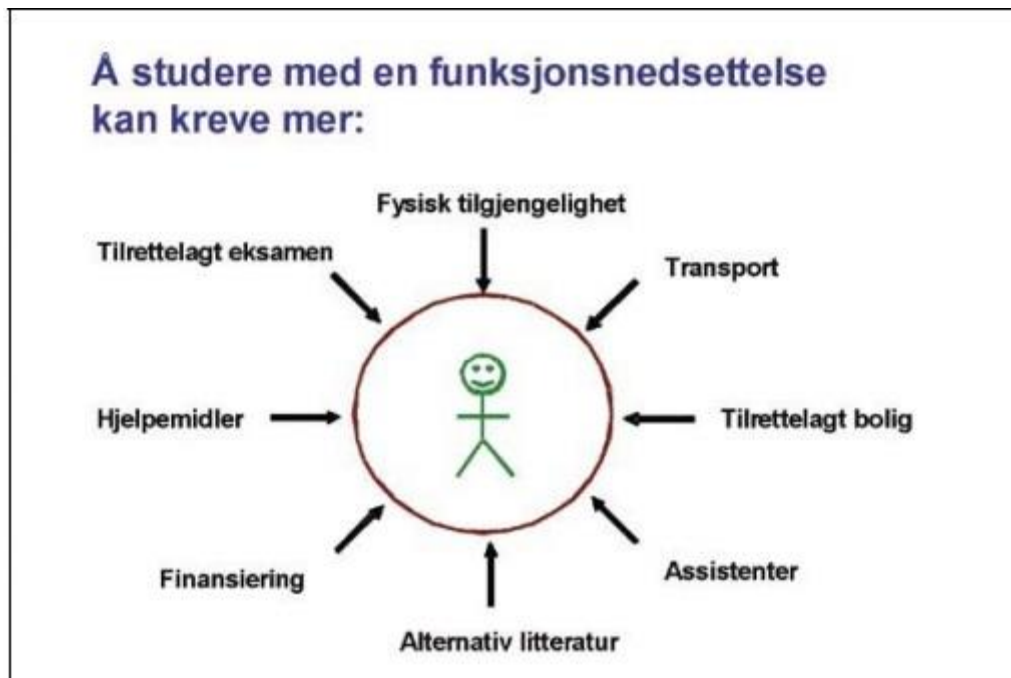 Å studere med en funksjonsnedsettelse
kan kreve mer:
Fysisk tilgjengelighet
Tilrettelagt eksamen
Transport
Hjelpemidler
Tilrettelagt bolig
Finansiering
Assistenter
Alternativ litteratur